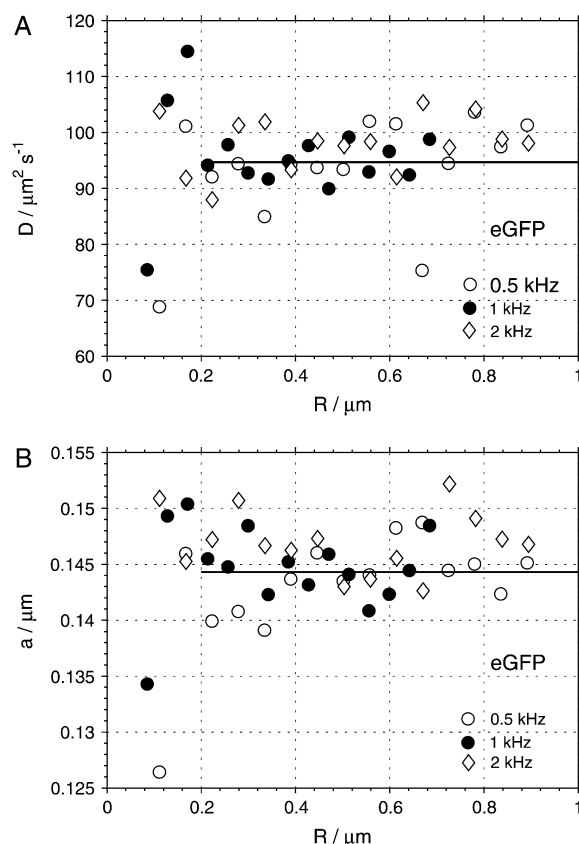 A
120
110
100
90
80
70
60
D / μm² s⁻¹
eGFP
0.5 kHz
1 kHz
2 kHz
0 0.2 0.4 0.6 0.8 1
R / μm
B
0.155
0.15
0.145
0.14
0.135
0.13
0.125
a / μm
eGFP
0.5 kHz
1 kHz
2 kHz
0 0.2 0.4 0.6 0.8 1
R / μm